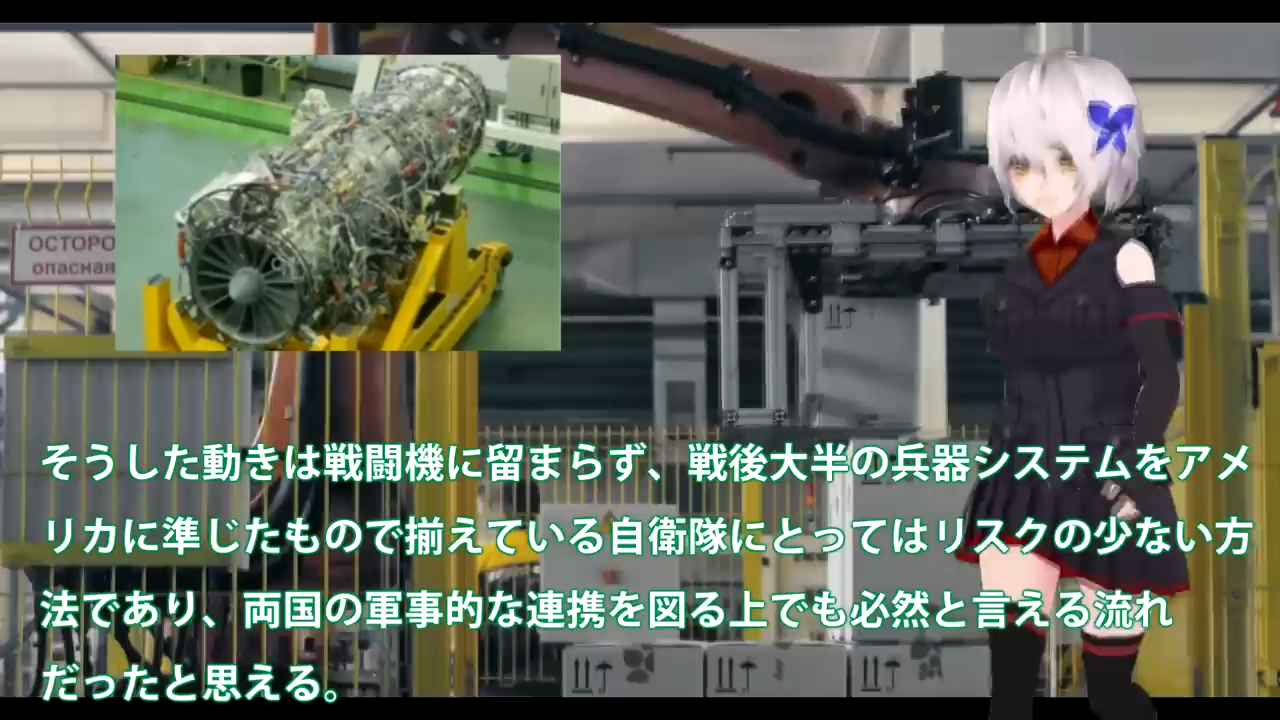 ОСТОРО
опасная
そうした動きは戦闘機に留まらず、戦後大半の兵器システムをアメ
リカに準じたもので揃えている自衛隊にとってはリスクの少ない方
法であり、両国の軍事的な連携を図る上でも必然と言える流れ
だったと思える。